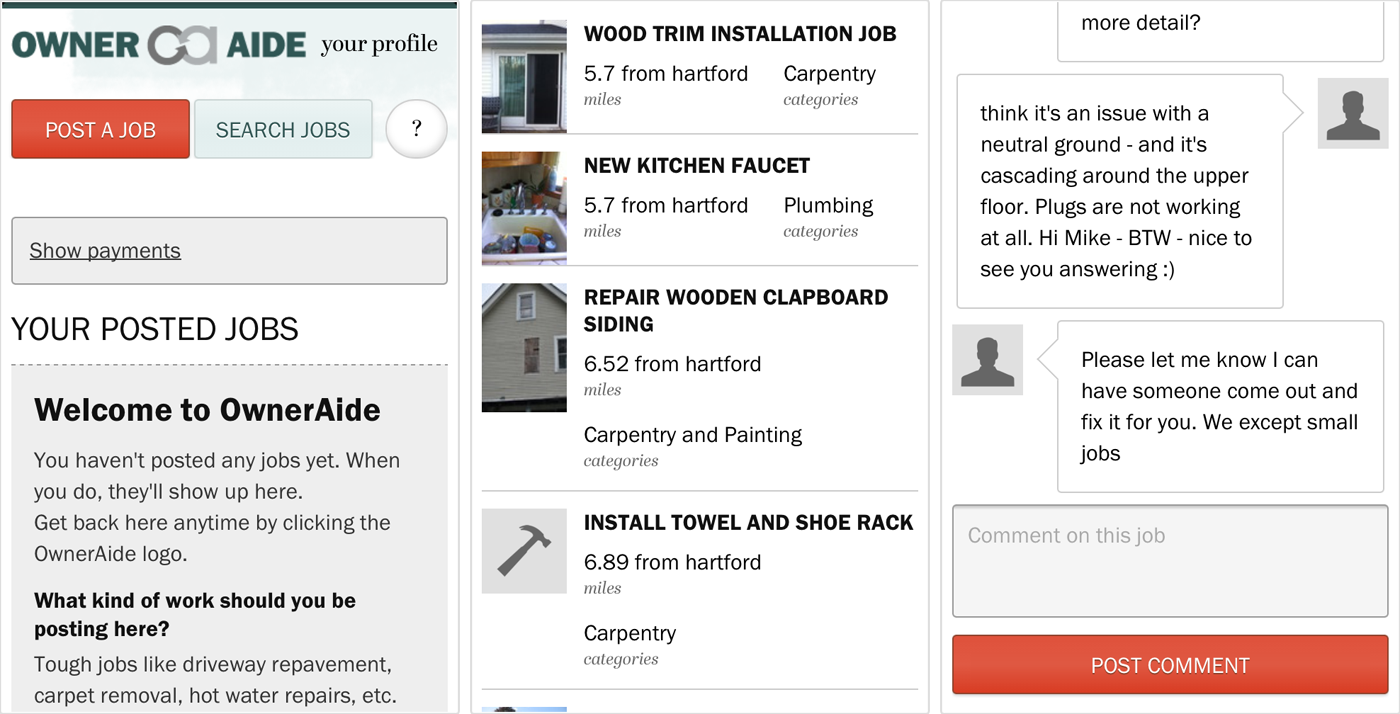 OWNER AIDE your profile
POST A JOB
SEARCH JOBS
?
Show payments
YOUR POSTED JOBS
Welcome to OwnerAide
You haven't posted any jobs yet. When
you do, they'll show up here.
Get back here anytime by clicking the
OwnerAide logo.
What kind of work should you be
posting here?
Tough jobs like driveway repavement,
carpet removal, hot water repairs, etc.
WOOD TRIM INSTALLATION JOB
5.7 from hartford Carpentry
miles categories
NEW KITCHEN FAUCET
5.7 from hartford Plumbing
miles categories
REPAIR WOODEN CLAPBOARD
SIDING
6.52 from hartford
miles
Carpentry and Painting
categories
INSTALL TOWEL AND SHOE RACK
6.89 from hartford
miles
Carpentry
categories
more detail?
think it's an issue with a
neutral ground - and it's
cascading around the upper
floor. Plugs are not working
at all. Hi Mike - BTW - nice to
see you answering :)
Please let me know I can
have someone come out and
fix it for you. We except small
jobs
Comment on this job
POST COMMENT